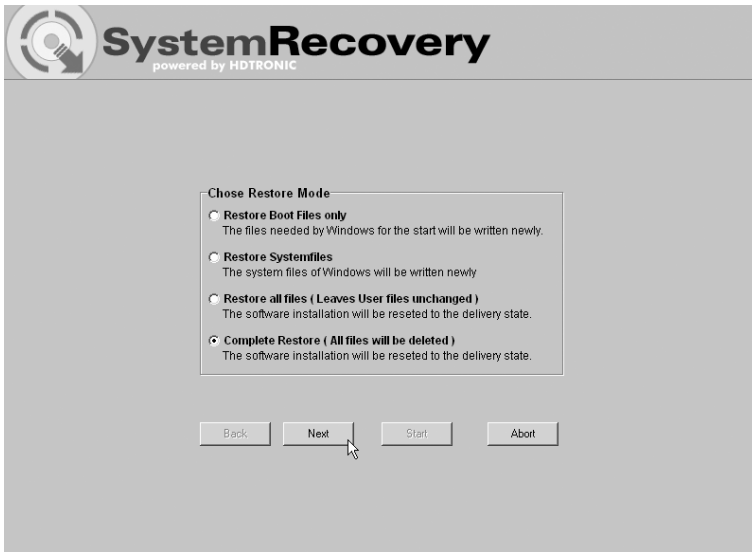 SystemRecovery
powered by HDTRONIC
Chose Restore Mode
Restore Boot Files only
The files needed by Windows for the start will be written newly.
Restore Systemfiles
The system files of Windows will be written newly
Restore all files ( Leaves User files unchanged )
The software installation will be reseted to the delivery state.
Complete Restore ( All files will be deleted )
The software installation will be reseted to the delivery state.
Back Next Start Abort